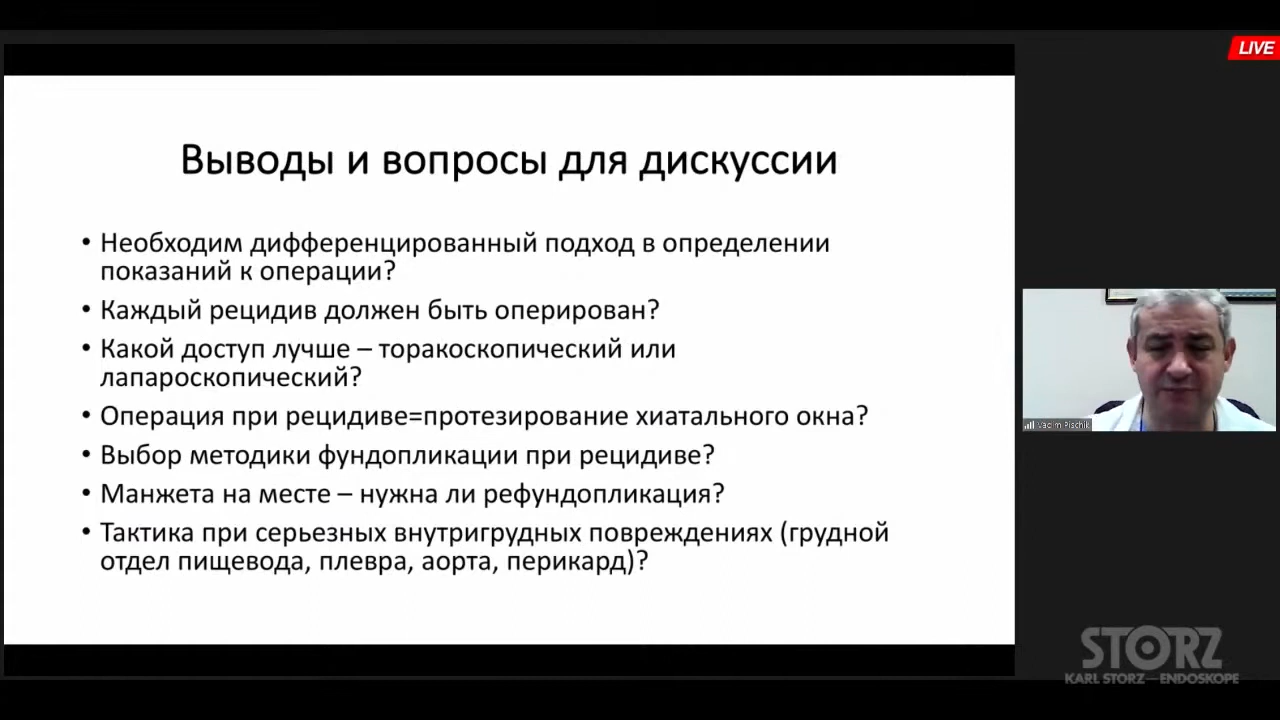 LIVE
Выводы и вопросы для дискуссии
• Необходим дифференцированный подход в определении
показаний к операции?
• Каждый рецидив должен быть оперирован?
• Какой доступ лучше – торакоскопический или
лапароскопический?
• Операция при рецидиве=протезирование хиатального окна?
• Выбор методики фундопликации при рецидиве?
• Манжета на месте – нужна ли рефундопликация?
• Тактика при серьезных внутригрудных повреждениях (грудной
отдел пищевода, плевра, аорта, перикард)?
Vadim Pischik
STORZ
KARL STORZ—ENDOSKOPE